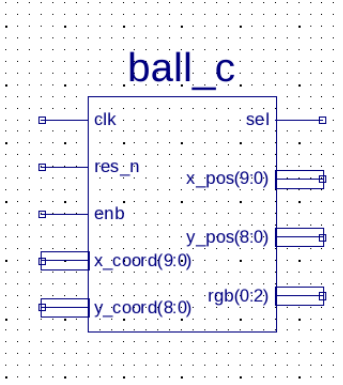 ball_c
clk
sel
res_n
x_pos(9:0)
enb
y_pos(8:0)
x_coord(9:0)
rgb(0:2)
y_coord(8:0)